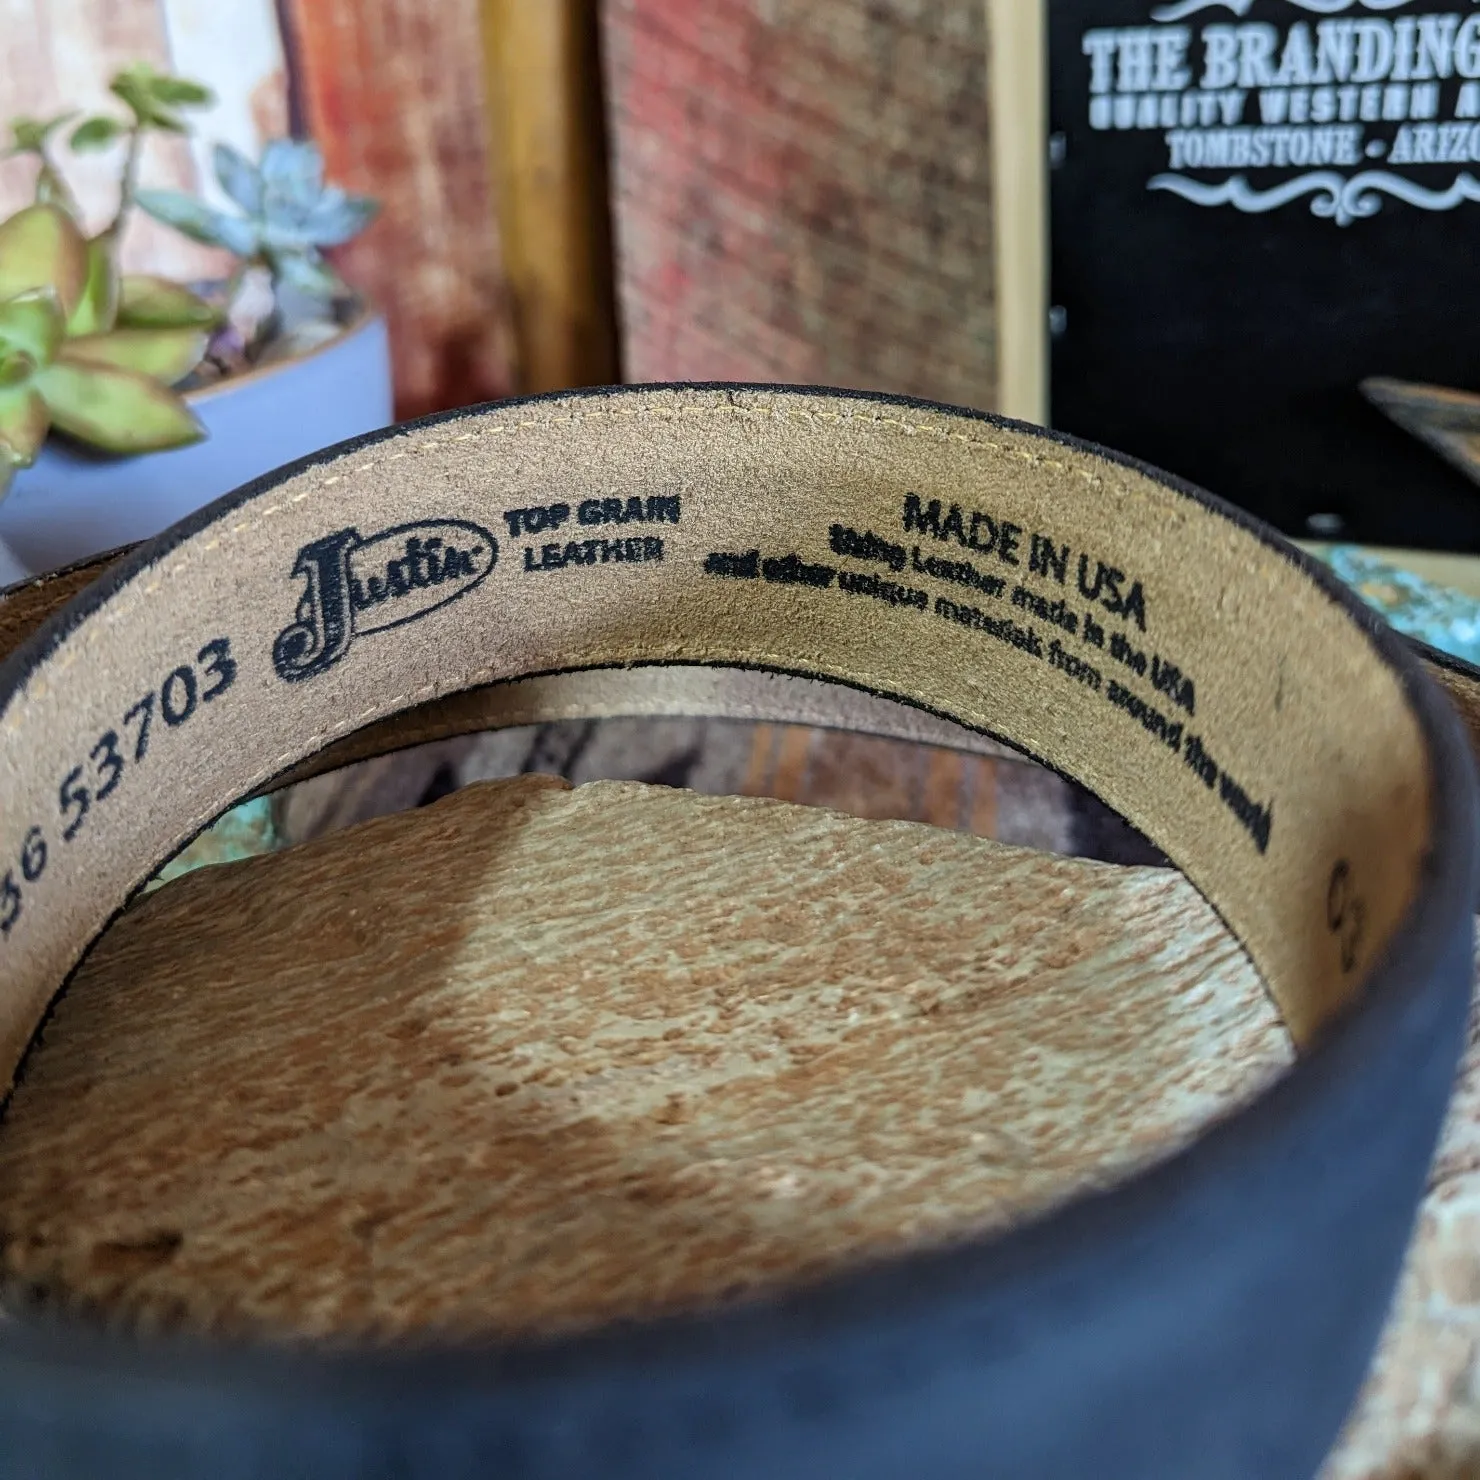 THE BRANDING
QUALITY WESTERN
TOMBSTONE - ARIZO
36 53703
Justin
TOP GRAIN
LEATHER
MADE IN USA
Using Leather made in the USA
and other unique materials from around the world